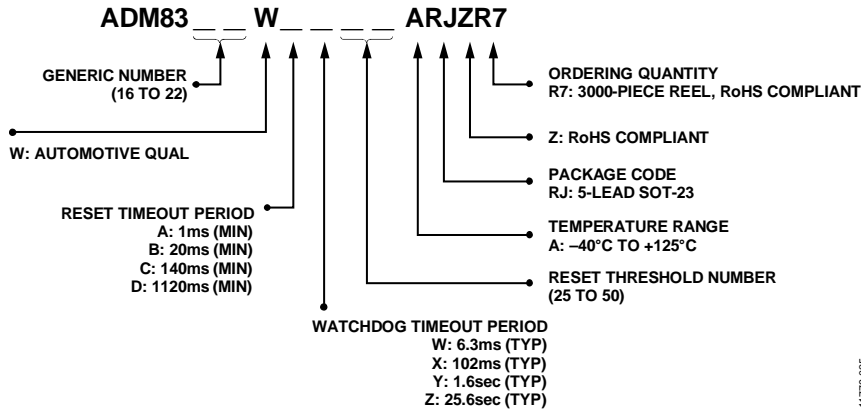 ADM83_ _ W_ _ _ _ ARJZR7
GENERIC NUMBER
(16 TO 22)
W: AUTOMOTIVE QUAL
RESET TIMEOUT PERIOD
A: 1ms (MIN)
B: 20ms (MIN)
C: 140ms (MIN)
D: 1120ms (MIN)
WATCHDOG TIMEOUT PERIOD
W: 6.3ms (TYP)
X: 102ms (TYP)
Y: 1.6sec (TYP)
Z: 25.6sec (TYP)
ORDERING QUANTITY
R7: 3000-PIECE REEL, RoHS COMPLIANT
Z: RoHS COMPLIANT
PACKAGE CODE
RJ: 5-LEAD SOT-23
TEMPERATURE RANGE
A: –40°C TO +125°C
RESET THRESHOLD NUMBER
(25 TO 50)